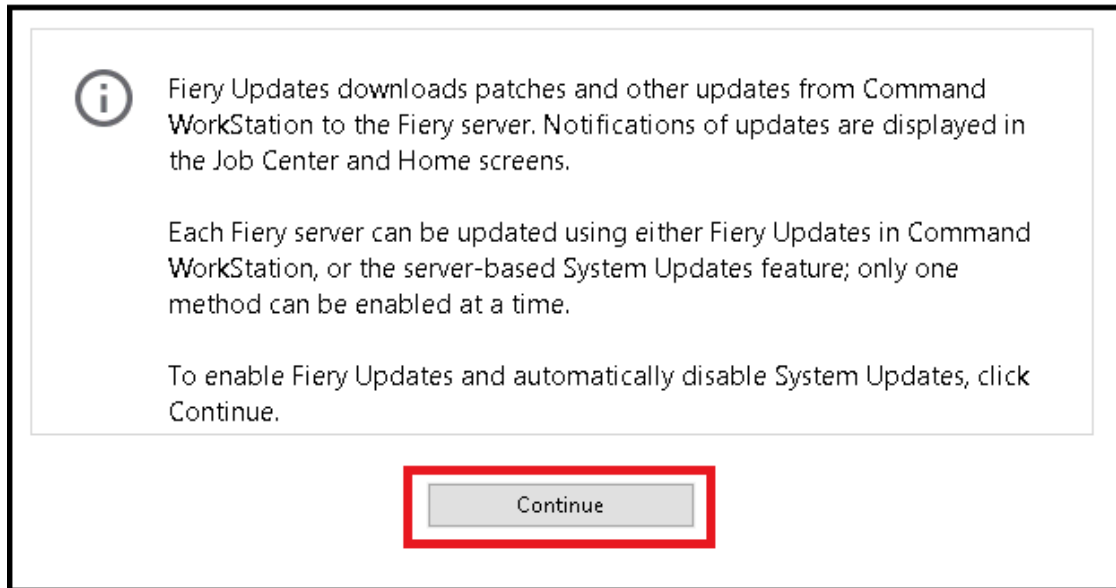 Fiery Updates downloads patches and other updates from Command
WorkStation to the Fiery server. Notifications of updates are displayed in
the Job Center and Home screens.
Each Fiery server can be updated using either Fiery Updates in Command
WorkStation, or the server-based System Updates feature; only one
method can be enabled at a time.
To enable Fiery Updates and automatically disable System Updates, click
Continue.
Continue